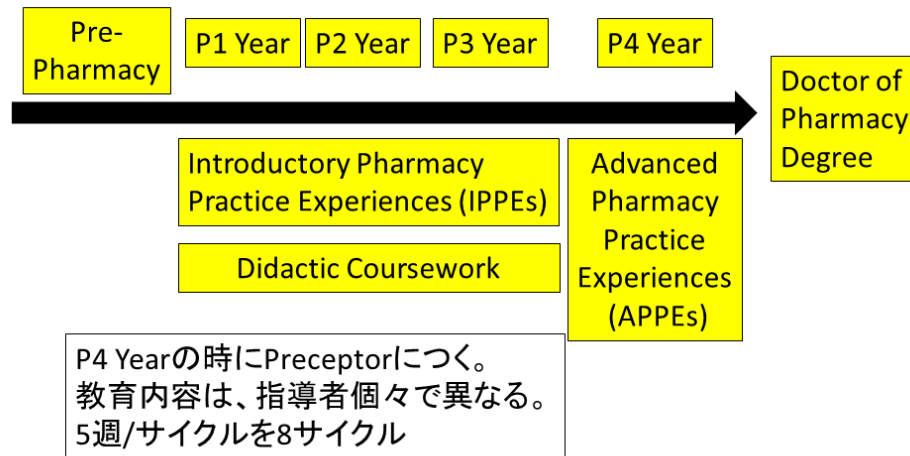 Pre-
Pharmacy
P1 Year
P2 Year
P3 Year
P4 Year
Doctor of
Pharmacy
Degree
Introductory Pharmacy
Practice Experiences (IPPEs)
Didactic Coursework
Advanced
Pharmacy
Practice
Experiences
(APPEs)
P4 Yearの時にPreceptorにつく。
教育内容は、指導者個々で異なる。
5週/サイクルを8サイクル